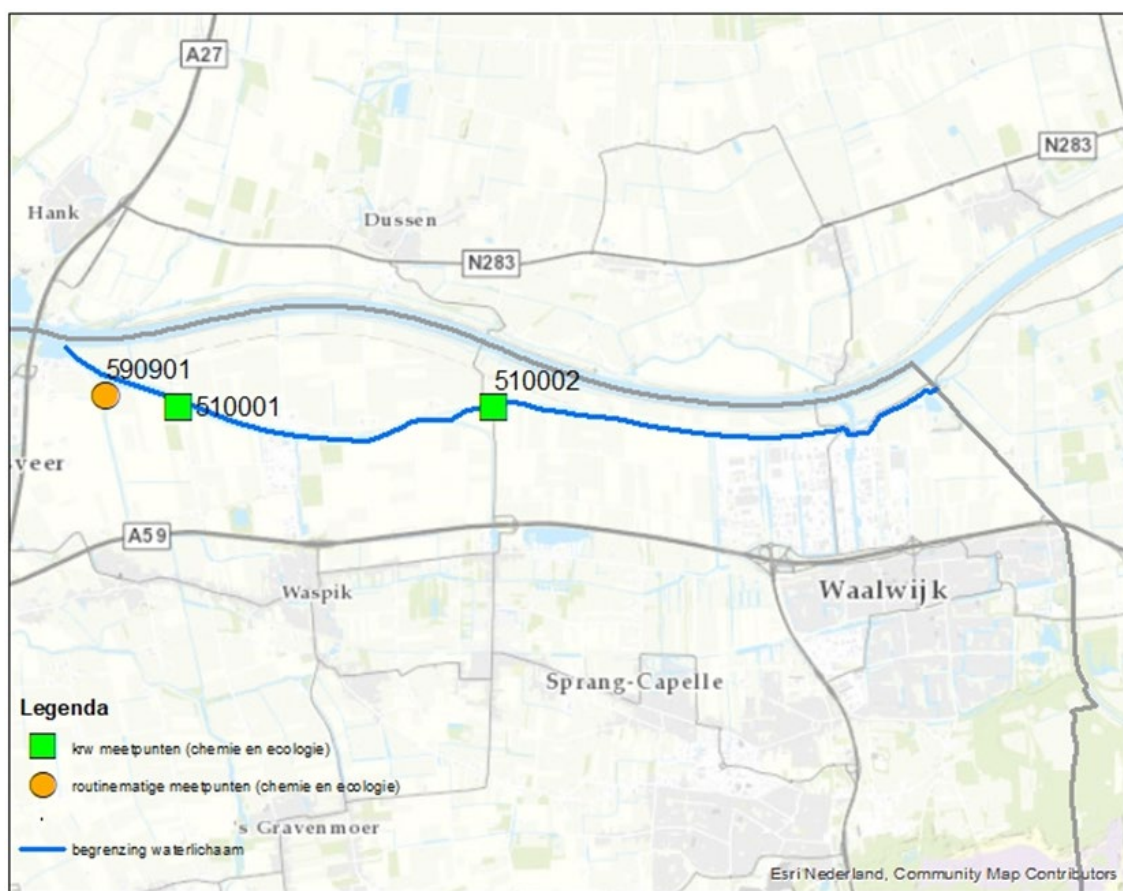 A27
N283
Hank
Dussen
N283
590901
510002
510001
sveer
A59
Waspik
Waalwijk
Sprang-Capelle
Legenda
krw meetpunten (chemie en ecologie)
routinematige meetpunten (chemie en ecologie)
's Gravenmoer
begrenzing waterlichaam
Esri Nederland, Community Map Contributors